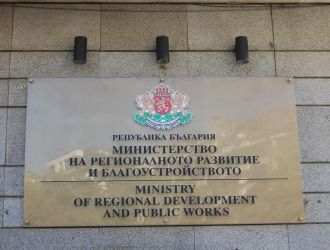 РЕПУБЛИКА БЪЛГАРИЯ
МИНИСТЕРСТВО
НА РЕГИОНАЛНОТО РАЗВИТИЕ
И БЛАГОУСТРОЙСТВОТО
MINISTRY
OF REGIONAL DEVELOPMENT
AND PUBLIC WORKS